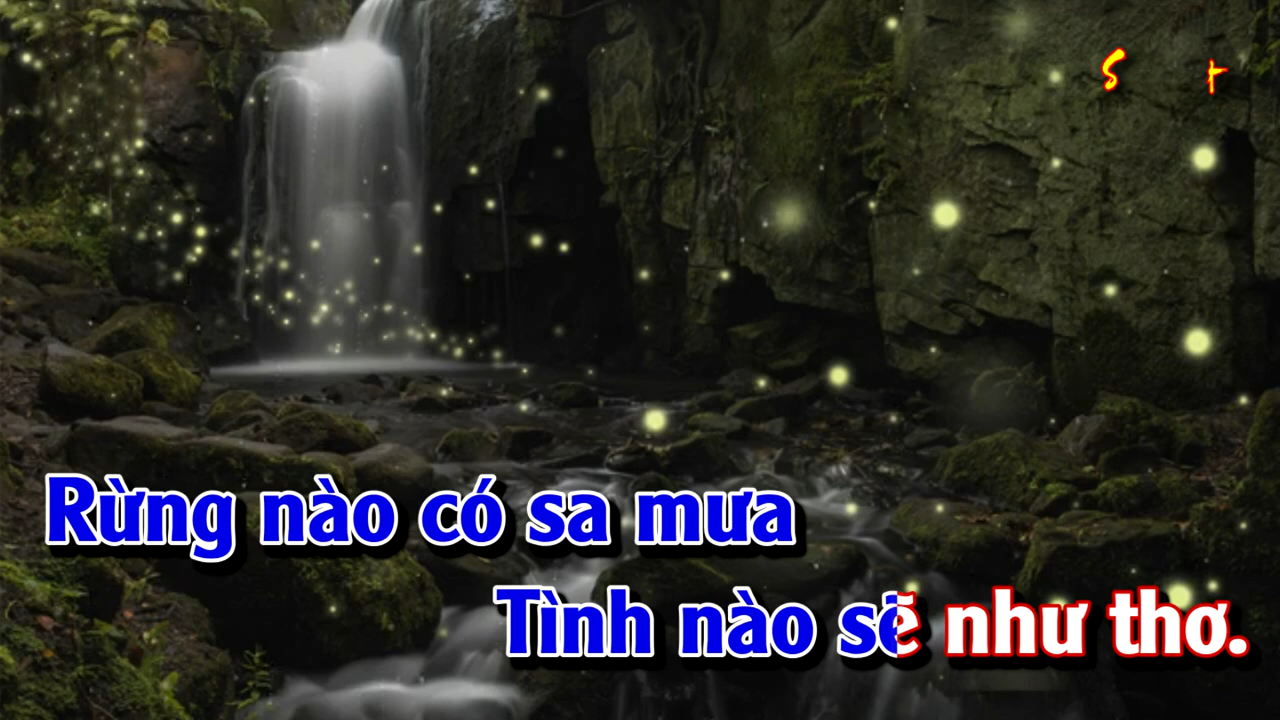 S t
Rừng nào có sa mưa
Tình nào sẽ như thơ.